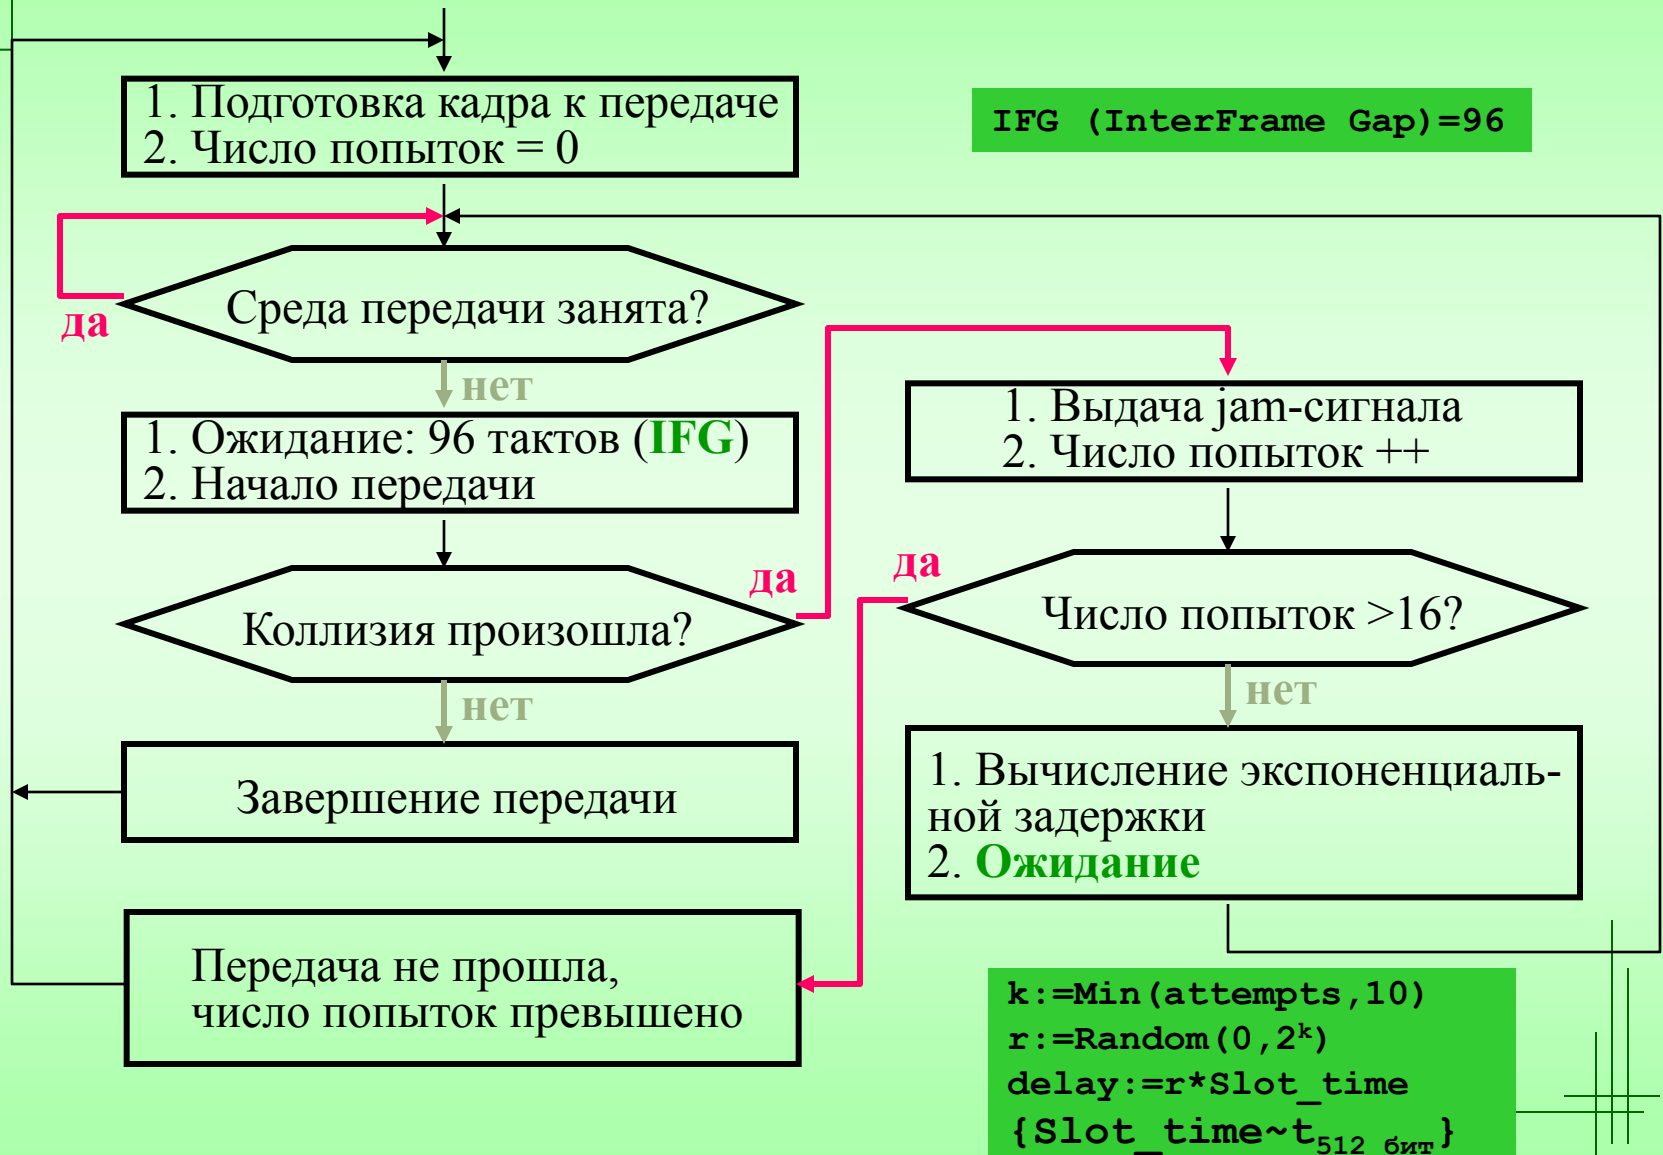 1. Подготовка кадра к передаче
2. Число попыток = 0
IFG (InterFrame Gap)=96
Среда передачи занята?
да
нет
1. Ожидание: 96 тактов (IFG)
2. Начало передачи
1. Выдача jam-сигнала
2. Число попыток ++
Коллизия произошла?
да
да
Число попыток >16?
нет
нет
Завершение передачи
1. Вычисление экспоненциаль-
ной задержки
2. Ожидание
Передача не прошла,
число попыток превышено
k:=Min(attempts,10)
r:=Random(0,2ᵏ)
delay:=r*Slot_time
{Slot_time~t512 бит}